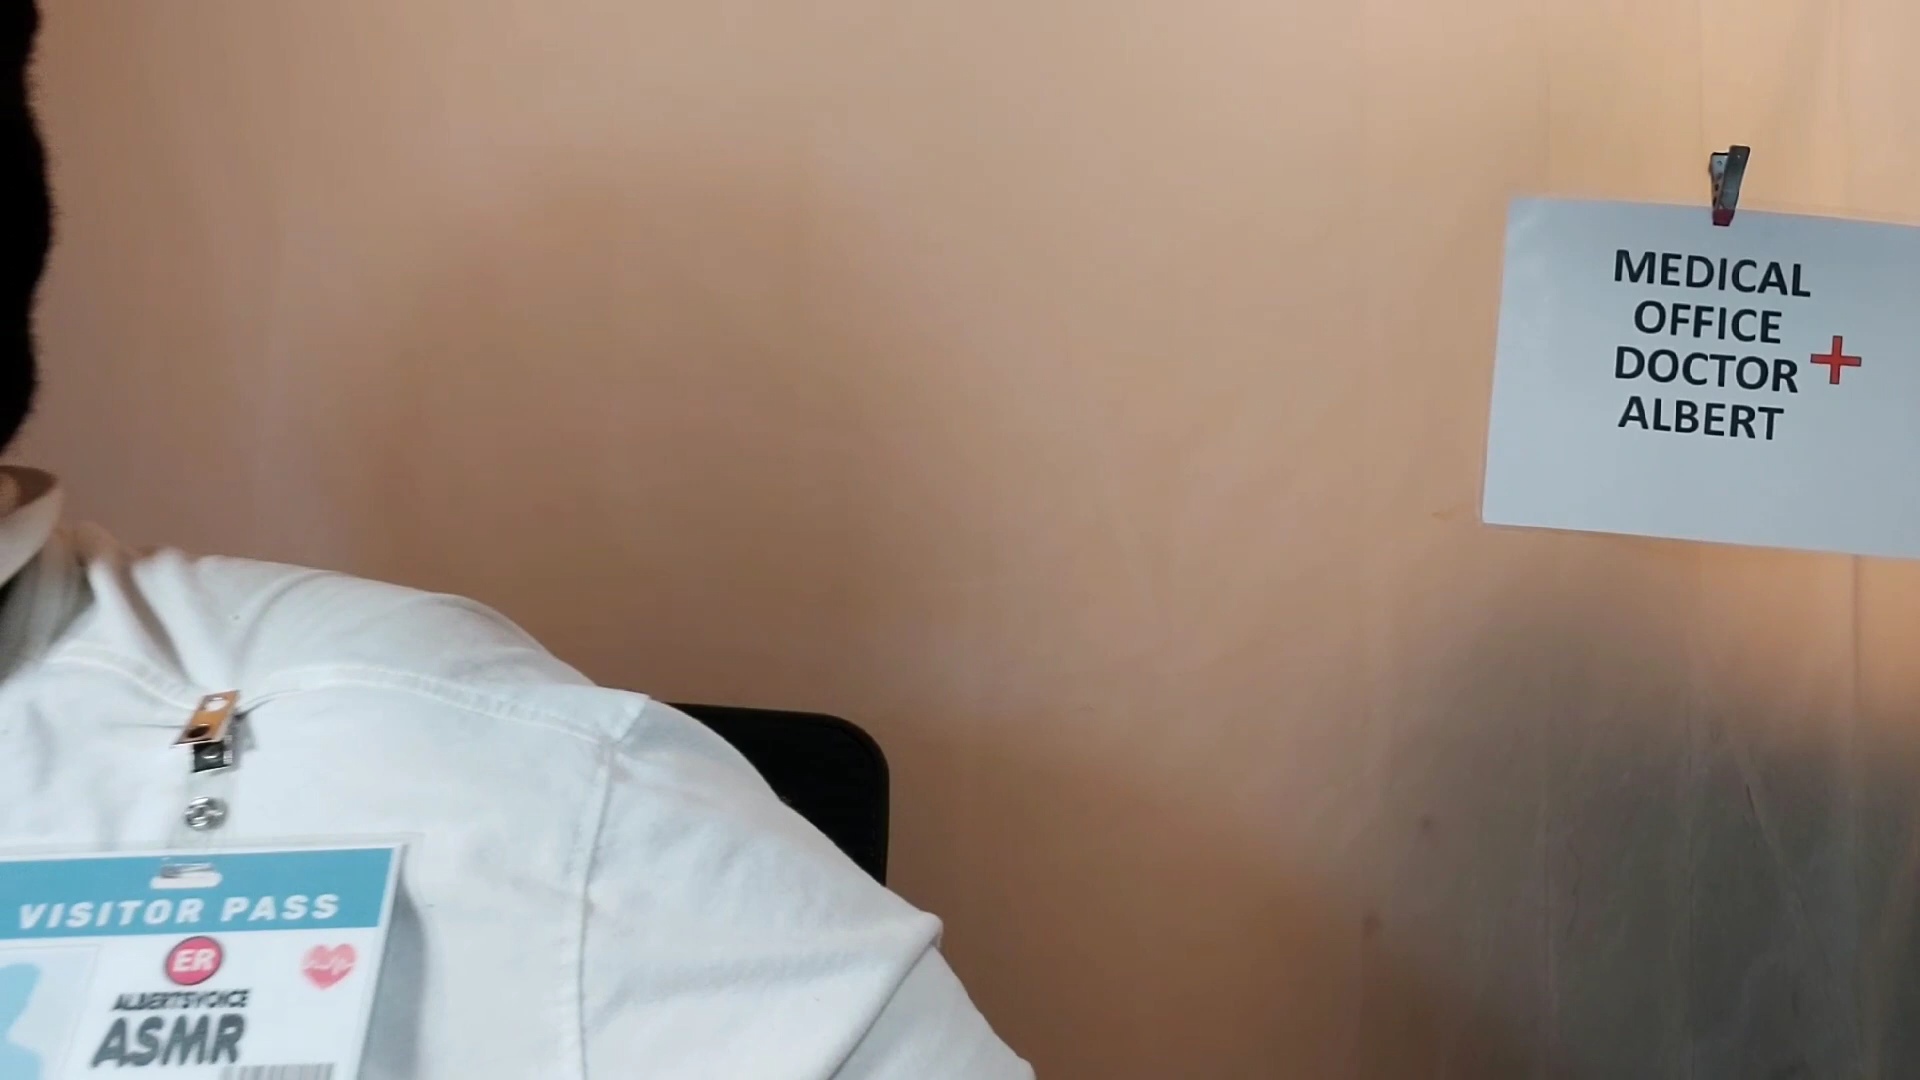 MEDICAL
OFFICE
DOCTOR
ALBERT
VISITOR PASS
ER
ALBERTSVOICE
ASMR